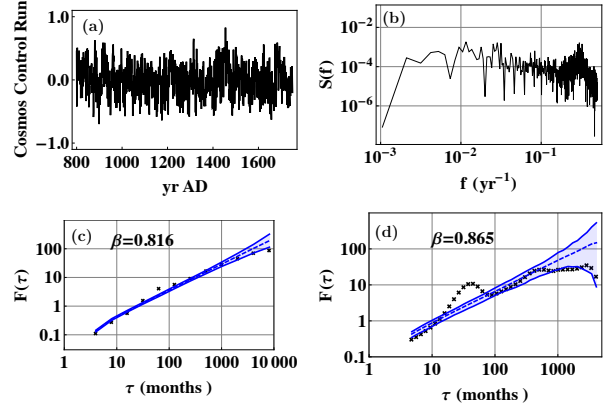 (a)
Cosmos Control Run
1.0
0.0
−1.0
800 1000 1200 1400 1600
yr AD
(b)
S(f)
10⁻²
10⁻⁴
10⁻⁶
10⁻³ 10⁻² 10⁻¹
f (yr⁻¹)
(c)
β=0.816
F(τ)
100
10
1
0.1
1 10 100 1000 10 000
τ (months )
(d)
β=0.865
F(τ)
100
10
1
0.1
1 10 100 1000
τ (months )